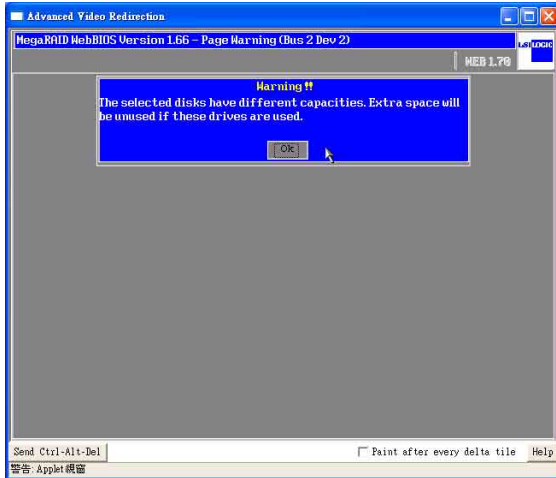 Advanced Video Redirection
MegaRAID WebBIOS Version 1.66 - Page Warning (Bus 2 Dev 2)
LSI LOGIC
WEB 1.70
Warning !!
The selected disks have different capacities. Extra space will
be unused if these drives are used.
Ok
Send Ctrl-Alt-Del
Paint after every delta tile
Help
警告: Applet 視窗